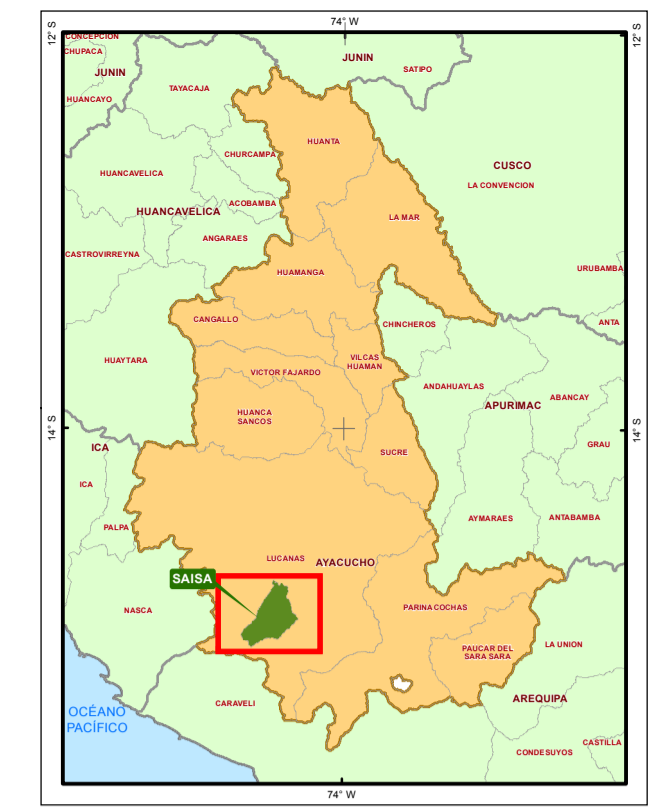 74° W
12° S
12° S
CONCEPCION
CHUPACA
JUNIN
JUNIN
SATIPO
TAYACAJA
HUANCAYO
HUANTA
CHURCAMPA
CUSCO
HUANCAVELICA
LA CONVENCION
ACOBAMBA
HUANCAVELICA
LA MAR
ANGARAES
CASTROVIRREYNA
URUBAMBA
HUAMANGA
CANGALLO
CHINCHEROS
ANTA
HUAYTARA
VILCAS
HUAMAN
VICTOR FAJARDO
ANDAHUAYLAS
ABANCAY
APURIMAC
HUANCA
SANCOS
14° S
14° S
GRAU
ICA
SUCRE
ICA
AYMARAES
ANTABAMBA
PALPA
LUCANAS
AYACUCHO
SAISA
NASCA
PARINACOCHAS
PAUCAR DEL
SARA SARA
LA UNION
CARAVELI
AREQUIPA
OCÉANO
PACÍFICO
CASTILLA
CONDESUYOS
74° W